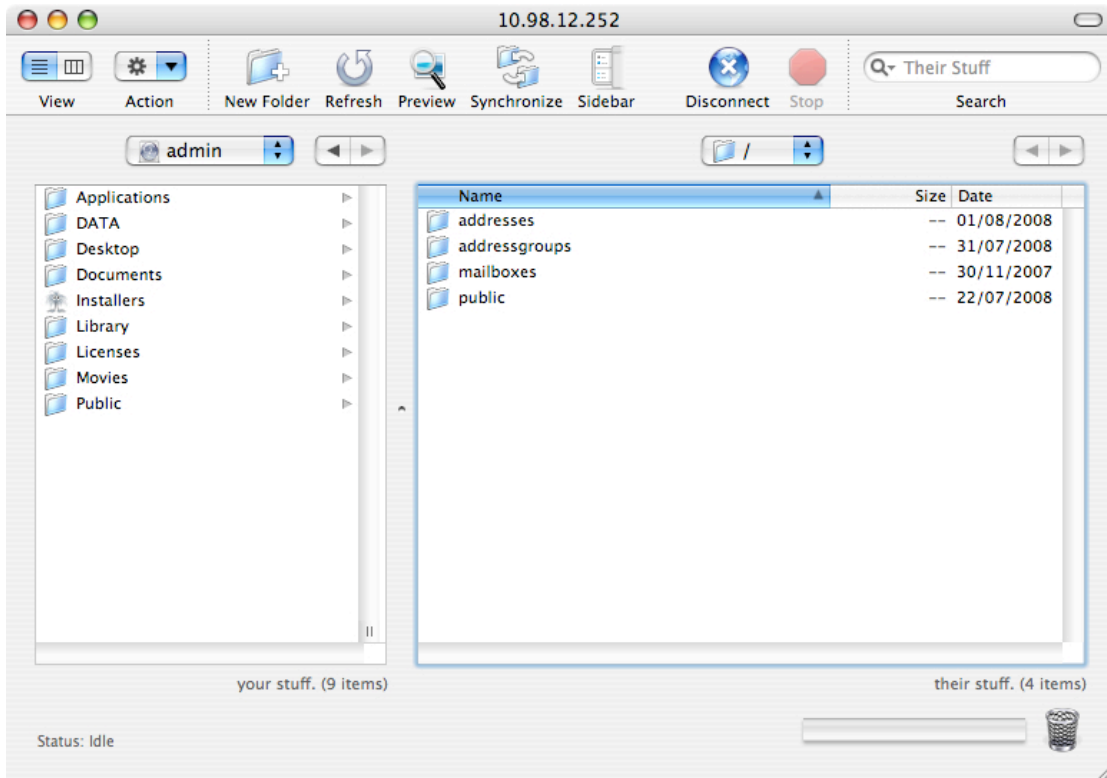 10.98.12.252
Their Stuff
View Action New Folder Refresh Preview Synchronize Sidebar Disconnect Stop Search
admin /
Applications
DATA
Desktop
Documents
Installers
Library
Licenses
Movies
Public
Name Size Date
addresses -- 01/08/2008
addressgroups -- 31/07/2008
mailboxes -- 30/11/2007
public -- 22/07/2008
your stuff. (9 items)
their stuff. (4 items)
Status: Idle